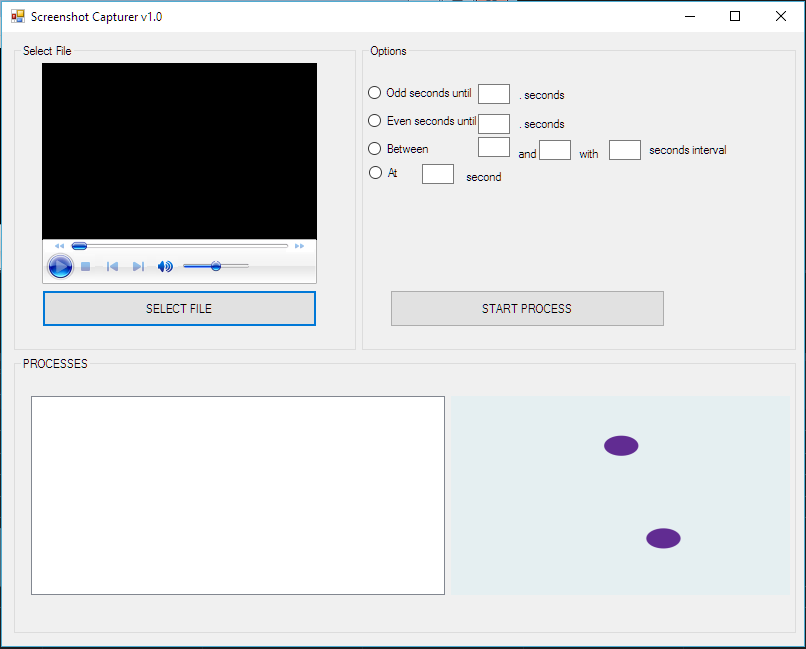 Screenshot Capturer v1.0
Select File
SELECT FILE
Options
Odd seconds until . seconds
Even seconds until . seconds
Between and with seconds interval
At second
START PROCESS
PROCESSES